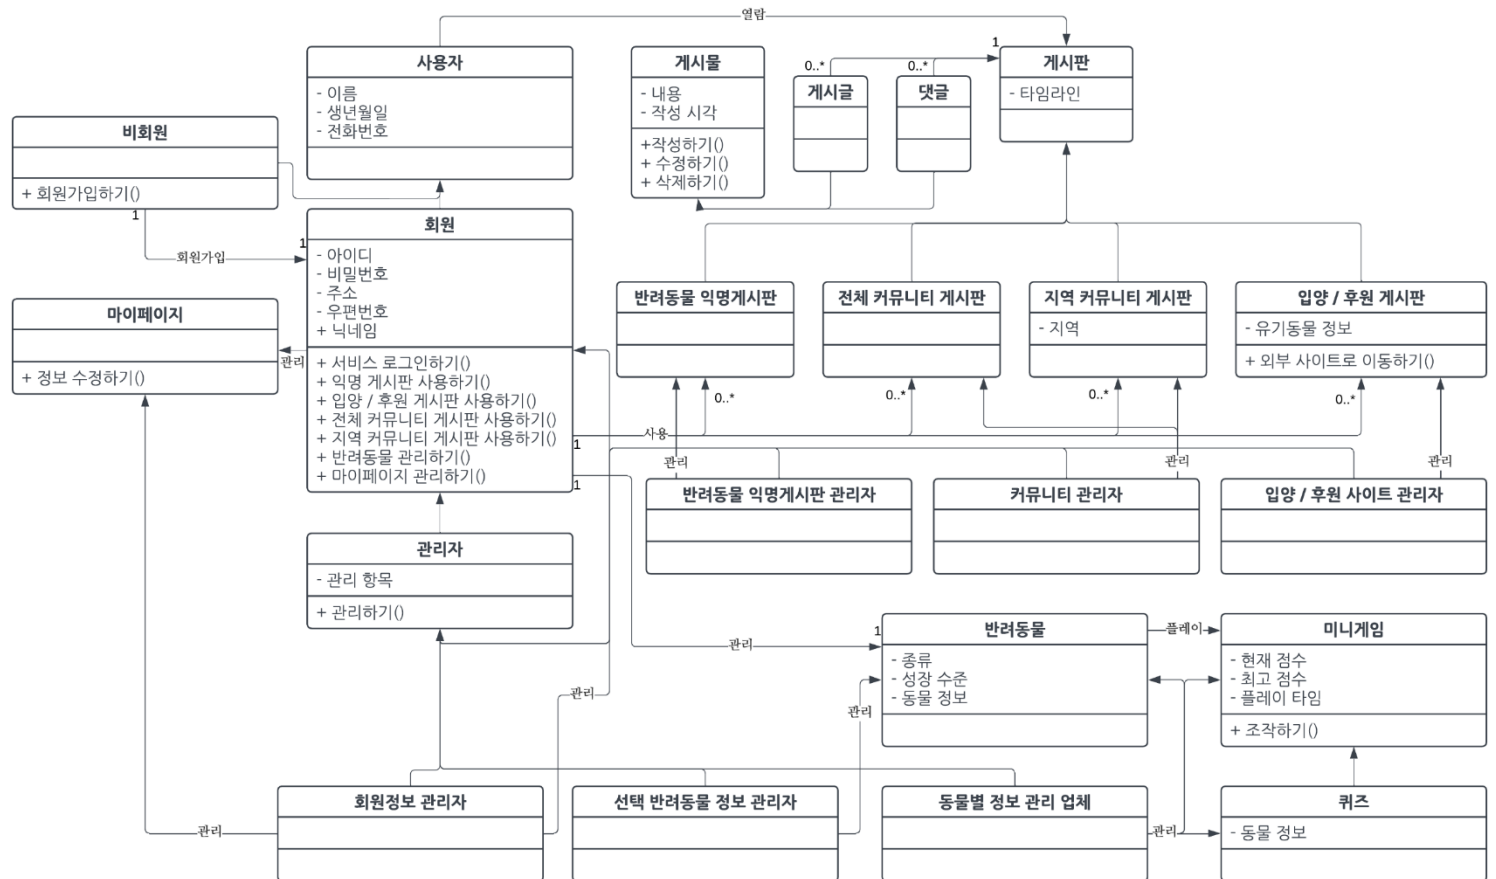 열람
사용자
- 이름
- 생년월일
- 전화번호
게시물
- 내용
- 작성 시각
+작성하기()
+ 수정하기()
+ 삭제하기()
0..*
게시글
0..*
댓글
1
게시판
- 타임라인
비회원
+ 회원가입하기()
1
회원가입
1
회원
- 아이디
- 비밀번호
- 주소
- 우편번호
+ 닉네임
+ 서비스 로그인하기()
+ 익명 게시판 사용하기()
+ 입양 / 후원 게시판 사용하기()
+ 전체 커뮤니티 게시판 사용하기()
+ 지역 커뮤니티 게시판 사용하기()
+ 반려동물 관리하기()
+ 마이페이지 관리하기()
마이페이지
+ 정보 수정하기()
관리
반려동물 익명게시판
전체 커뮤니티 게시판
지역 커뮤니티 게시판
- 지역
입양 / 후원 게시판
- 유기동물 정보
+ 외부 사이트로 이동하기()
0..*
0..*
0..*
0..*
1
사용
1
관리
관리
관리
반려동물 익명게시판 관리자
커뮤니티 관리자
입양 / 후원 사이트 관리자
관리자
- 관리 항목
+ 관리하기()
관리
1
반려동물
- 종류
- 성장 수준
- 동물 정보
플레이
미니게임
- 현재 점수
- 최고 점수
- 플레이 타임
+ 조작하기()
관리
관리
회원정보 관리자
선택 반려동물 정보 관리자
동물별 정보 관리 업체
퀴즈
- 동물 정보
관리
관리